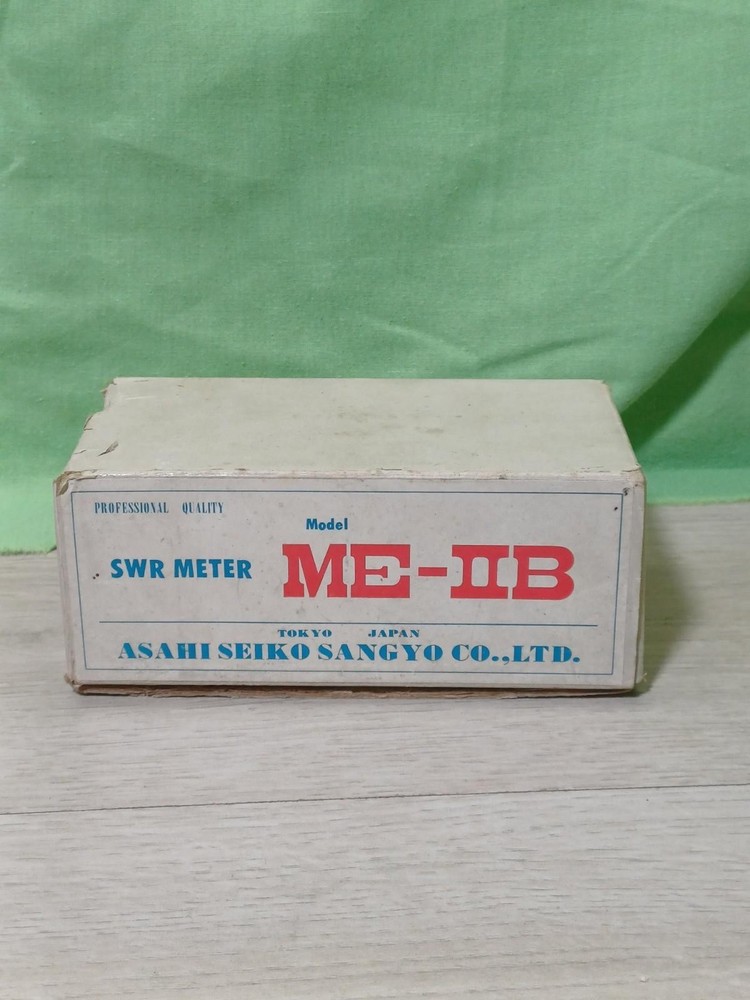 PROFESSIONAL QUALITY
Model
SWR METER ME-IIB
TOKYO JAPAN
ASAHI SEIKO SANGYO CO.,LTD.